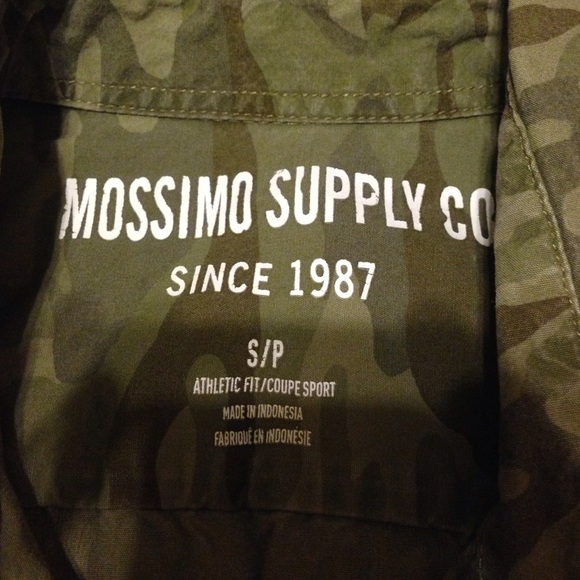 MOSSIMO SUPPLY CO
SINCE 1987
S/P
ATHLETIC FIT/COUPE SPORT
MADE IN INDONESIA
FABRIQUÉ EN INDONÉSIE